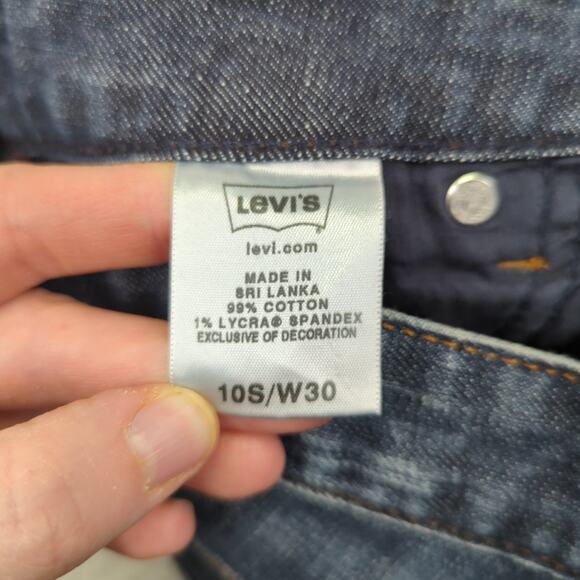 LEVI'S
levi.com
MADE IN
SRI LANKA
99% COTTON
1% LYCRA® SPANDEX
EXCLUSIVE OF DECORATION
10S/W30